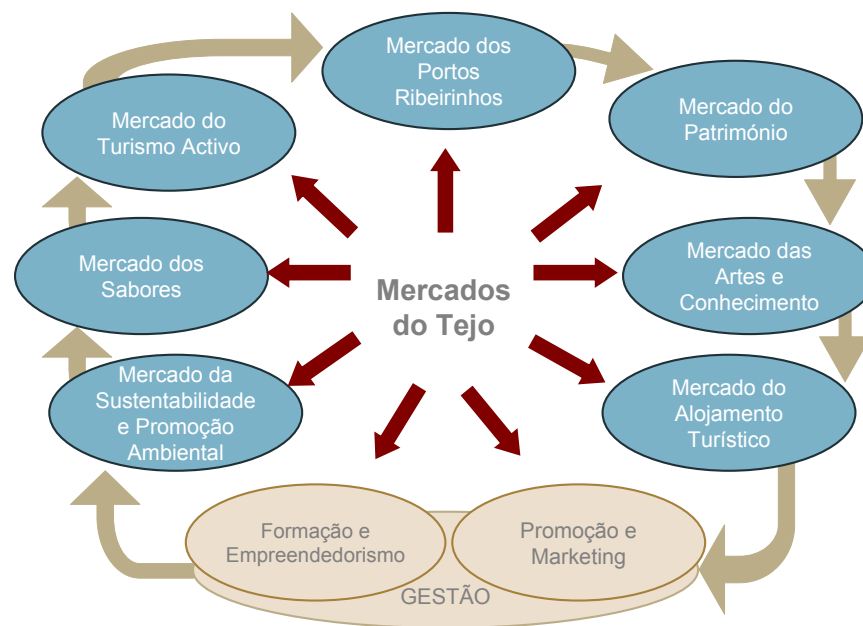 Mercado dos
Portos
Ribeirinhos
Mercado do
Património
Mercado do
Turismo Activo
Mercado das
Artes e
Conhecimento
Mercado dos
Sabores
Mercados
do Tejo
Mercado da
Sustentabilidade
e Promoção
Ambiental
Mercado do
Alojamento
Turístico
Formação e
Empreendedorismo
Promoção e
Marketing
GESTÃO